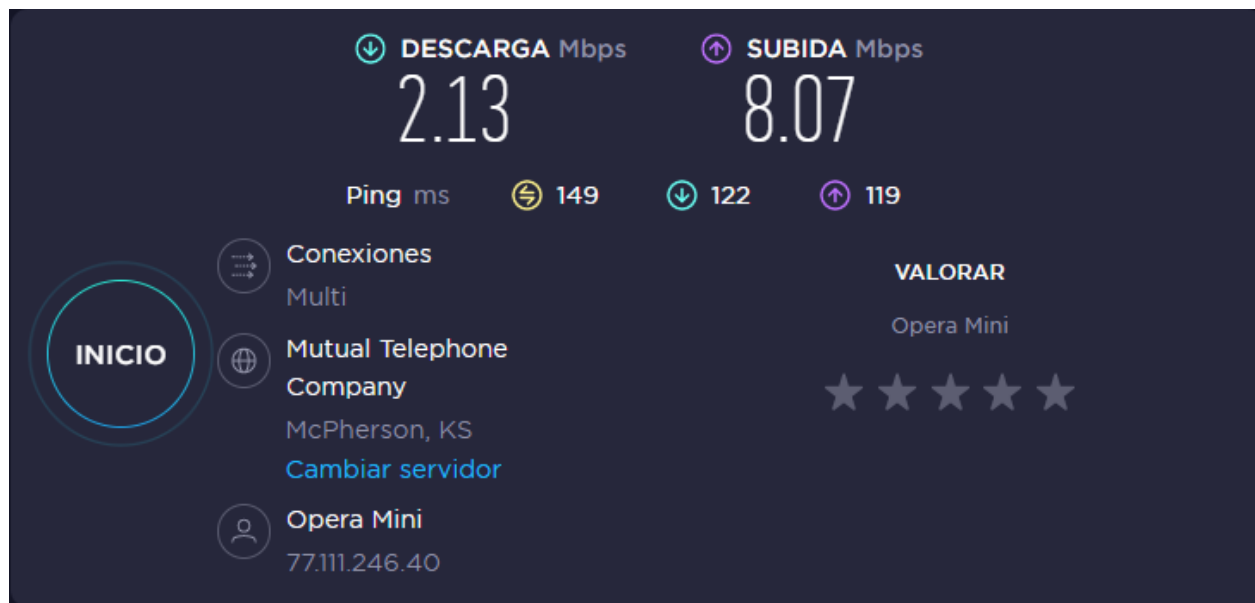 DESCARGA Mbps
SUBIDA Mbps
2.13
8.07
Ping ms 149 122 119
Conexiones
Multi
Mutual Telephone
Company
McPherson, KS
Cambiar servidor
Opera Mini
77.111.246.40
INICIO
VALORAR
Opera Mini